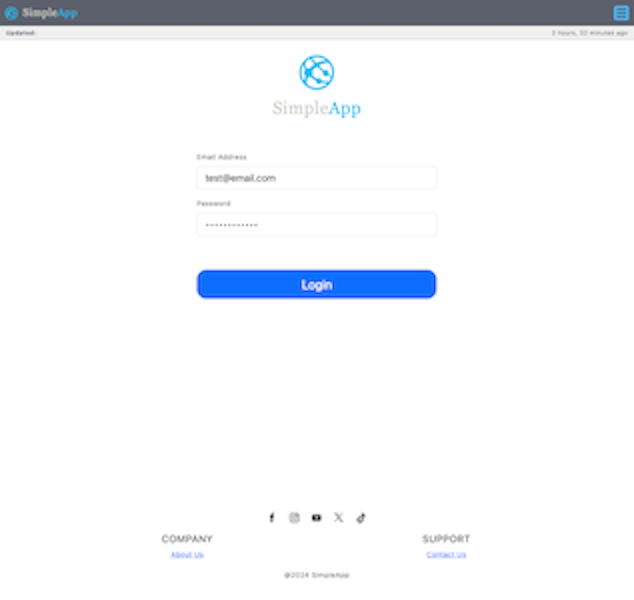 SimpleApp
Updated: 2 hours, 32 minutes ago
SimpleApp
Email Address
test@email.com
Password
------------
Login
COMPANY SUPPORT
About Us Contact Us
@2024 SimpleApp